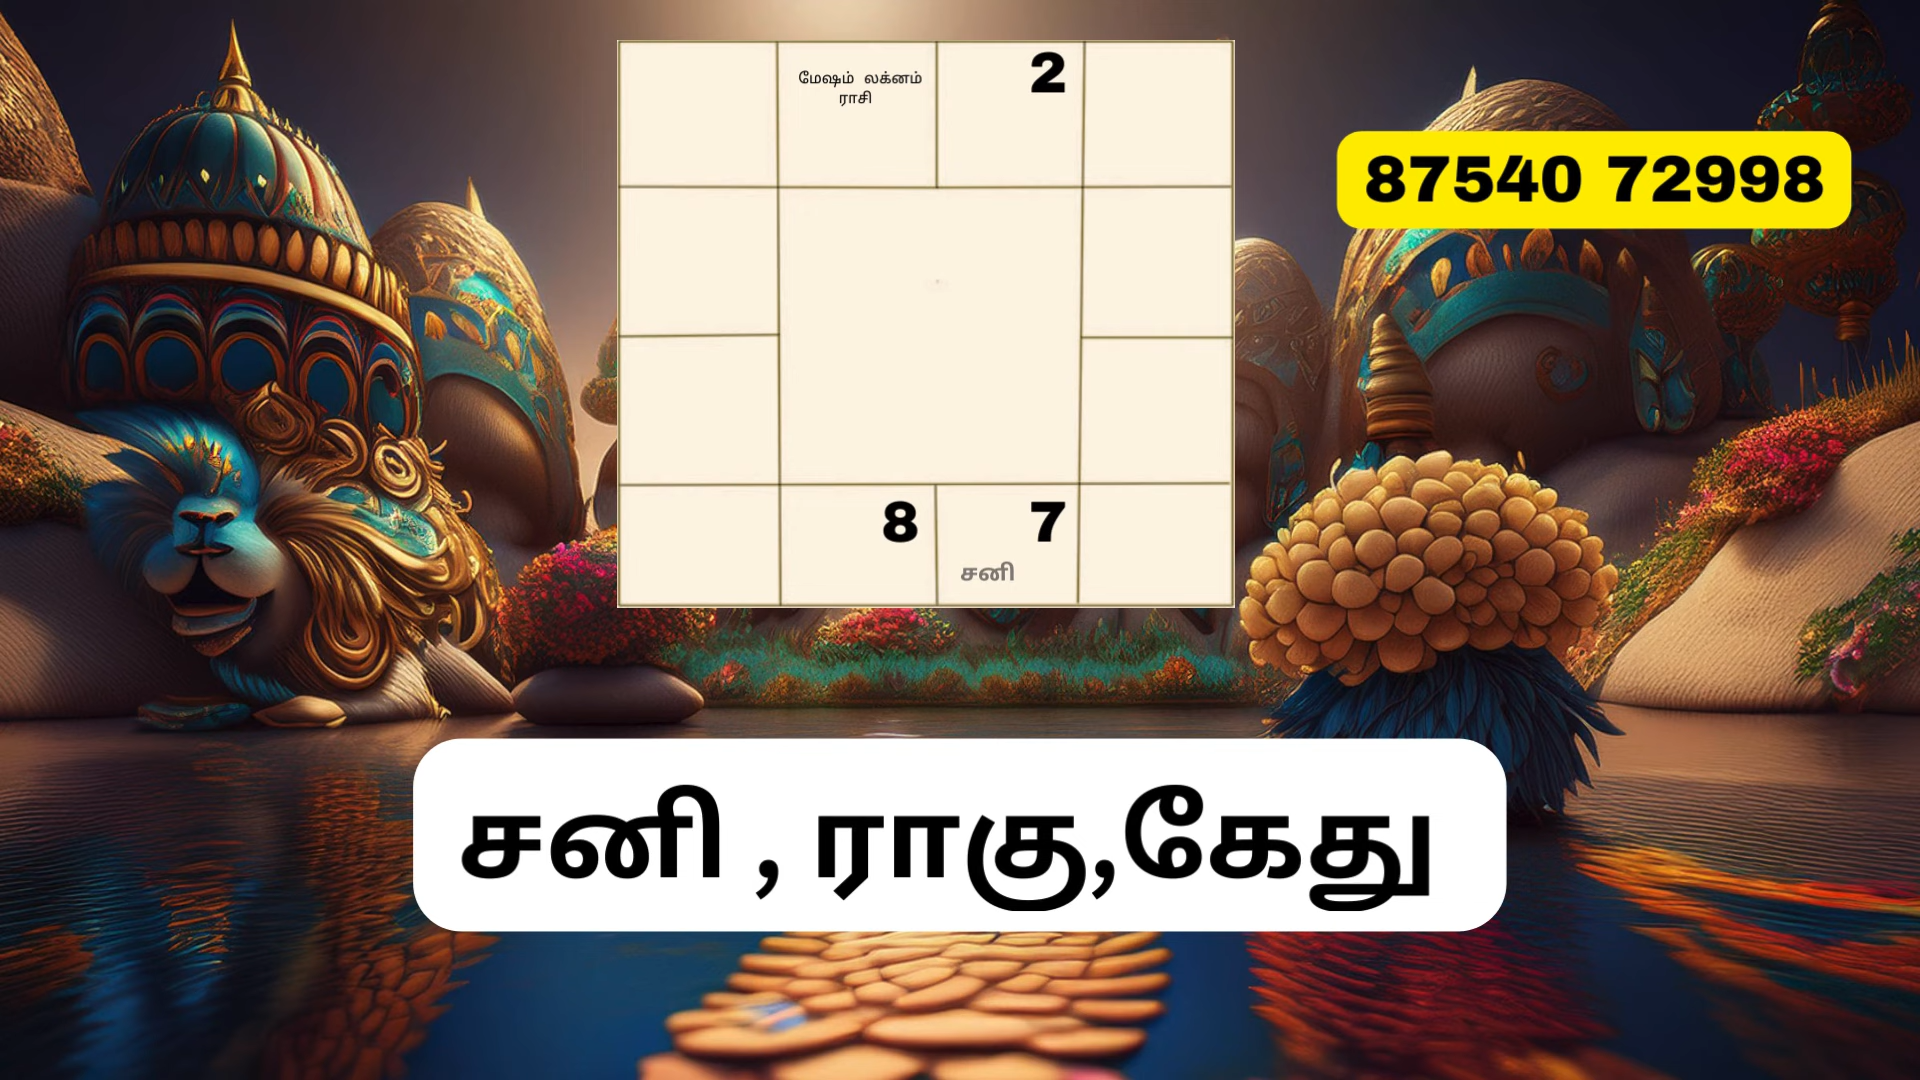 மேஷம் லக்னம்
ராசி
2
87540 72998
8
7
சனி
சனி , ராகு,கேது